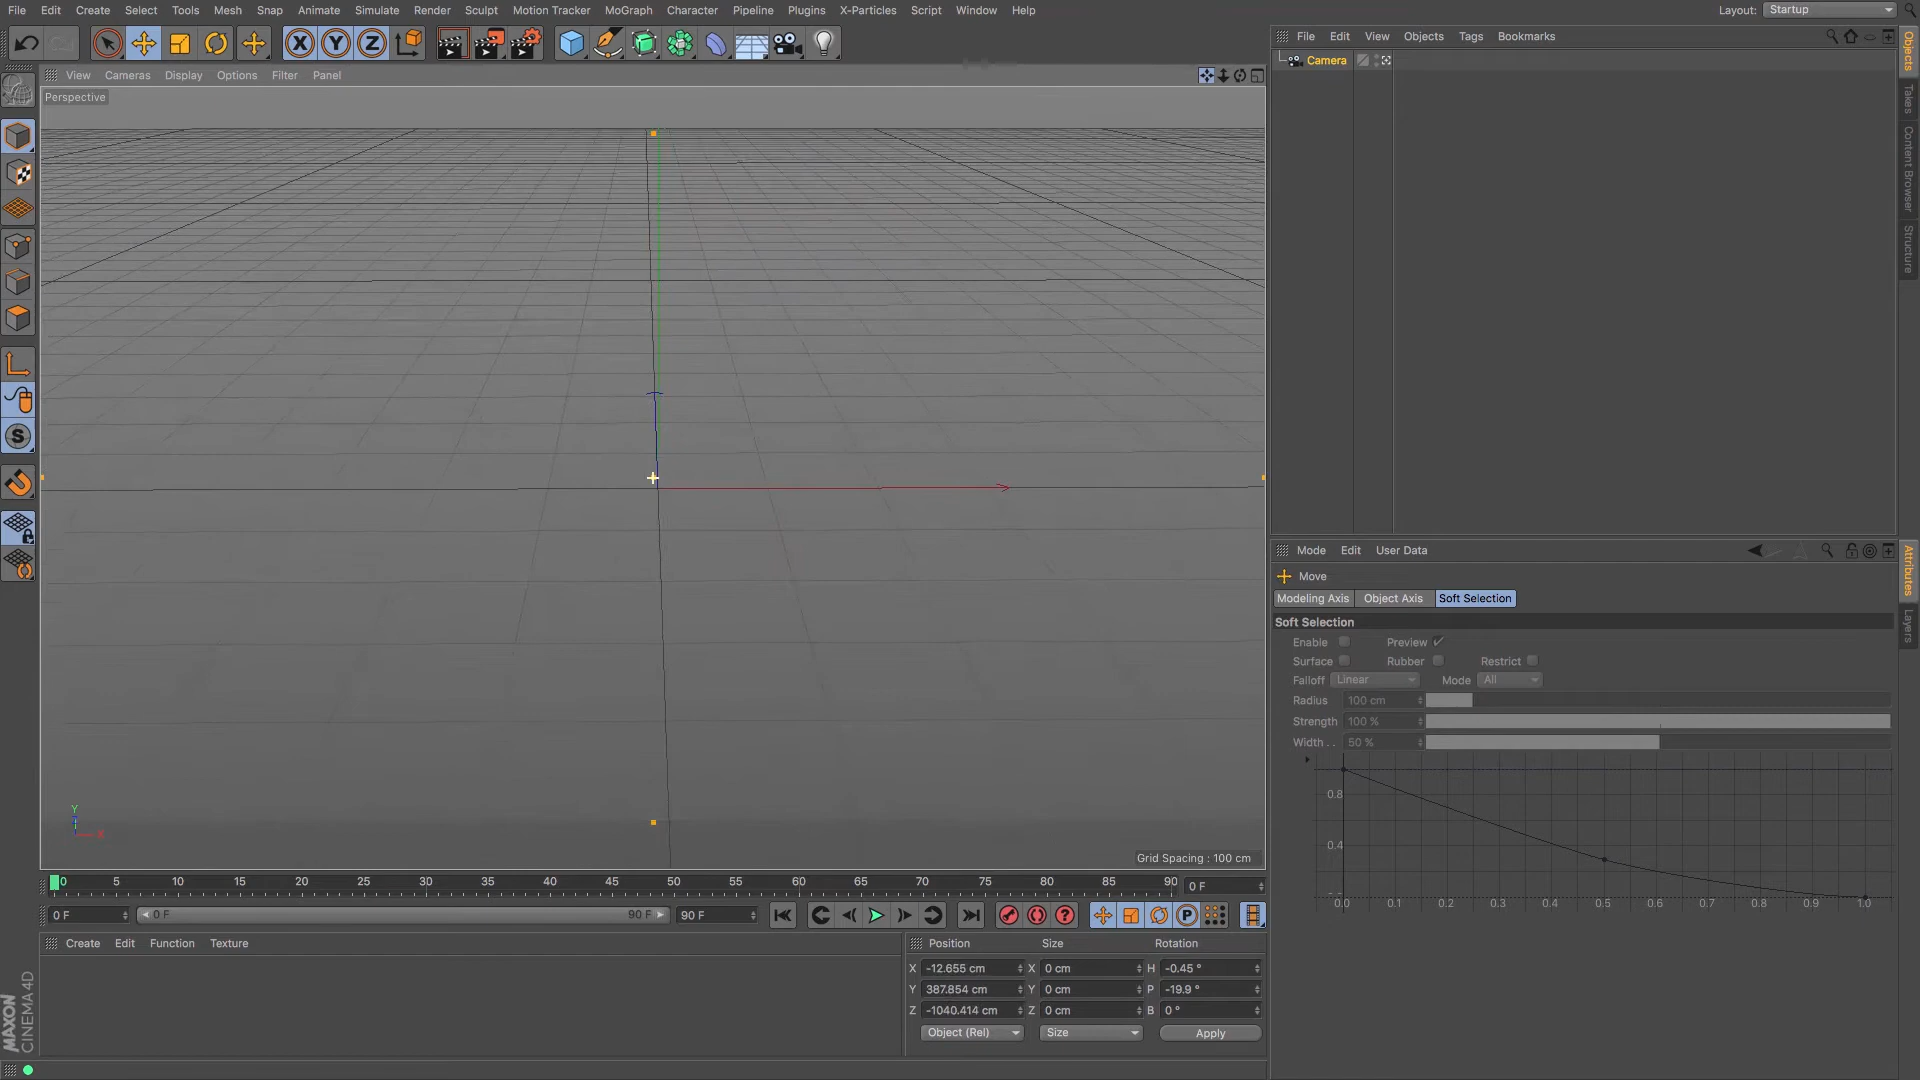 File Edit Create Select Tools Mesh Snap Animate Simulate Render Sculpt Motion Tracker MoGraph Character Pipeline Plugins X-Particles Script Window Help
Layout: Startup
X Y Z
File Edit View Objects Tags Bookmarks
Camera
Objects
Takes
Content Browser
Structure
View Cameras Display Options Filter Panel
Perspective
S
Y
X
Grid Spacing : 100 cm
0 5 10 15 20 25 30 35 40 45 50 55 60 65 70 75 80 85 90
0 F
0 F
0 F
90 F
90 F
P
Create Edit Function Texture
Position Size Rotation
X -12.655 cm X 0 cm H -0.45 °
Y 387.854 cm Y 0 cm P -19.9 °
Z -1040.414 cm Z 0 cm B 0 °
Object (Rel) Size Apply
MAXON
CINEMA 4D
Mode Edit User Data
Attributes
Layers
Move
Modeling Axis Object Axis Soft Selection
Soft Selection
Enable Preview
Surface Rubber Restrict
Falloff Linear Mode All
Radius 100 cm
Strength 100 %
Width . . 50 %
0.8
0.4
0.0 0.1 0.2 0.3 0.4 0.5 0.6 0.7 0.8 0.9 1.0